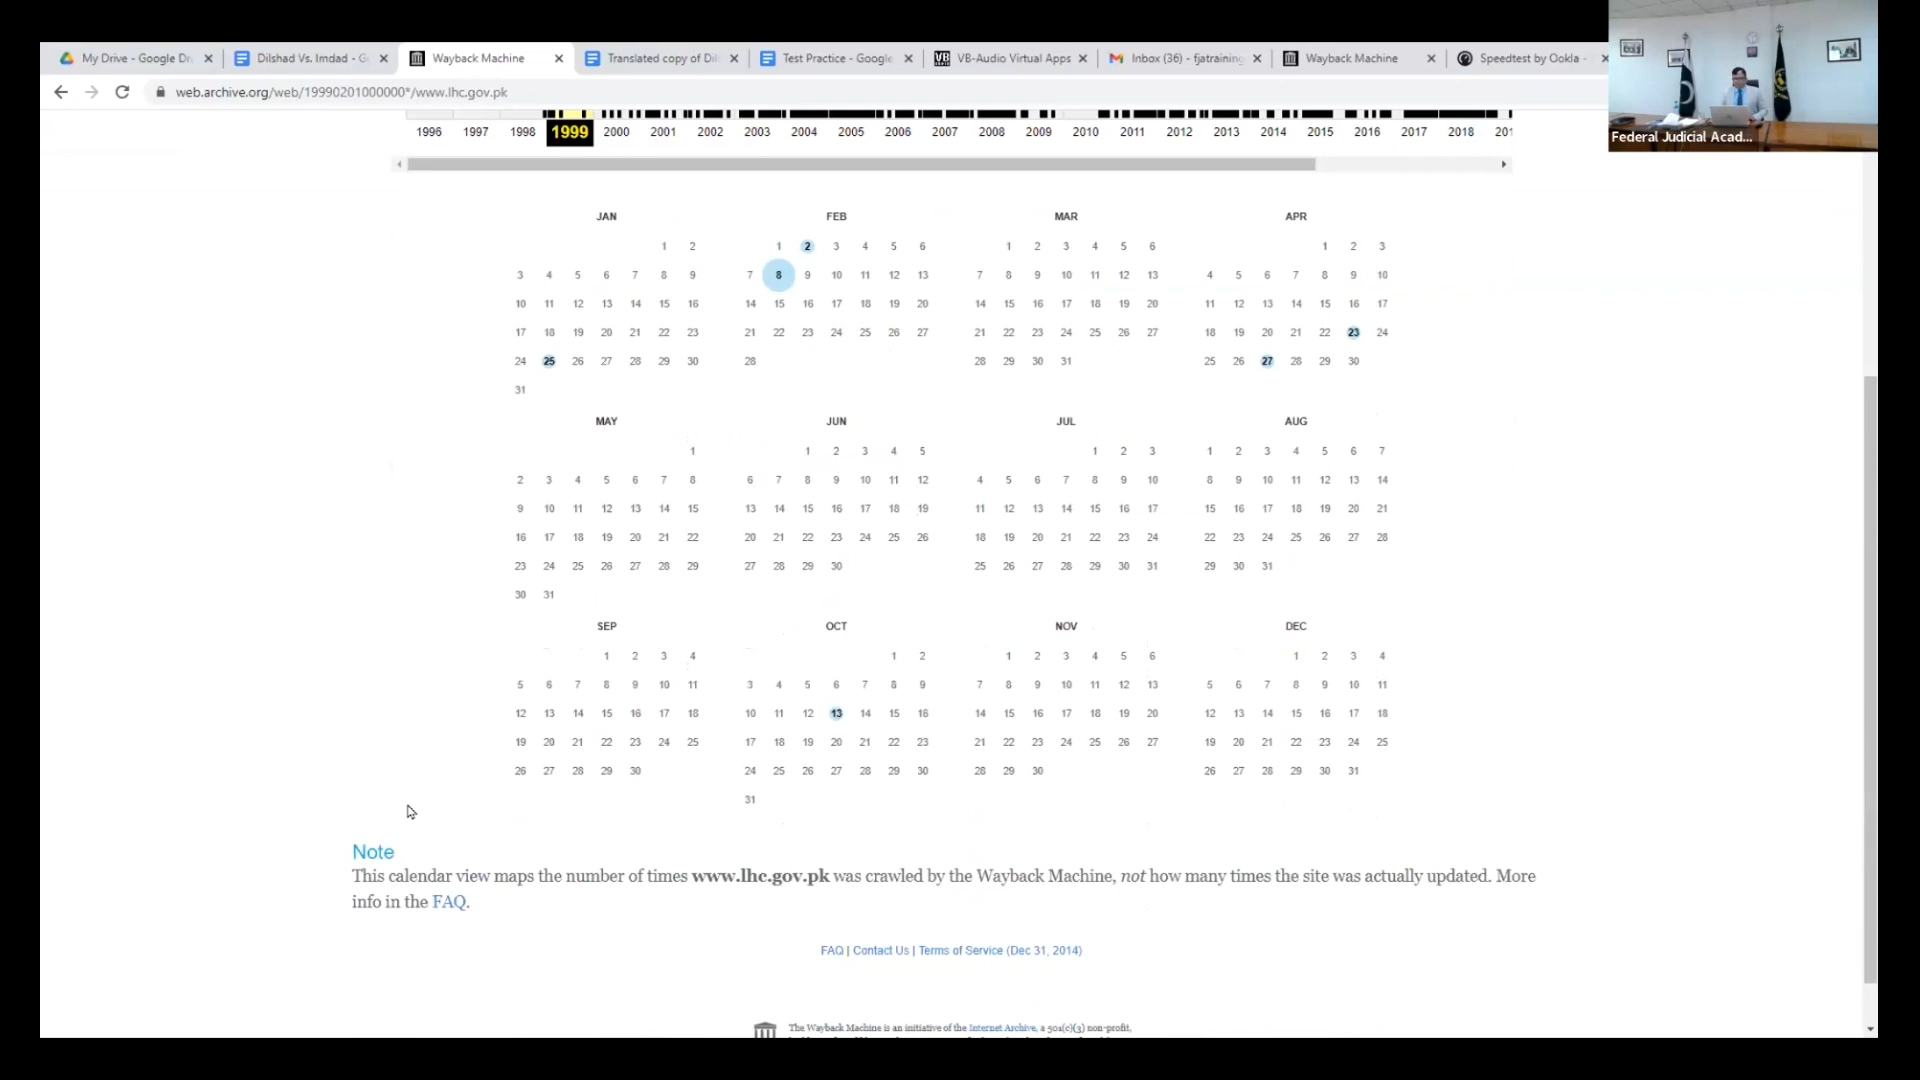 My Drive - Google Dr
Dilshad Vs. Imdad - G
Wayback Machine
Translated copy of Dil
Test Practice - Google
VB-Audio Virtual Apps
Inbox (36) - fjatraining
Wayback Machine
Speedtest by Ookla -
web.archive.org/web/19990201000000*/www.lhc.gov.pk
Federal Judicial Acad...
1996 1997 1998 1999 2000 2001 2002 2003 2004 2005 2006 2007 2008 2009 2010 2011 2012 2013 2014 2015 2016 2017 2018 201
JAN FEB MAR APR
1 2 1 2 3 4 5 6 1 2 3 4 5 6 1 2 3
3 4 5 6 7 8 9 7 8 9 10 11 12 13 7 8 9 10 11 12 13 4 5 6 7 8 9 10
10 11 12 13 14 15 16 14 15 16 17 18 19 20 14 15 16 17 18 19 20 11 12 13 14 15 16 17
17 18 19 20 21 22 23 21 22 23 24 25 26 27 21 22 23 24 25 26 27 18 19 20 21 22 23 24
24 25 26 27 28 29 30 28 28 29 30 31 25 26 27 28 29 30
31
MAY JUN JUL AUG
1 1 2 3 4 5 1 2 3 1 2 3 4 5 6 7
2 3 4 5 6 7 8 6 7 8 9 10 11 12 4 5 6 7 8 9 10 8 9 10 11 12 13 14
9 10 11 12 13 14 15 13 14 15 16 17 18 19 11 12 13 14 15 16 17 15 16 17 18 19 20 21
16 17 18 19 20 21 22 20 21 22 23 24 25 26 18 19 20 21 22 23 24 22 23 24 25 26 27 28
23 24 25 26 27 28 29 27 28 29 30 25 26 27 28 29 30 31 29 30 31
30 31
SEP OCT NOV DEC
1 2 3 4 1 2 1 2 3 4 5 6 1 2 3 4
5 6 7 8 9 10 11 3 4 5 6 7 8 9 7 8 9 10 11 12 13 5 6 7 8 9 10 11
12 13 14 15 16 17 18 10 11 12 13 14 15 16 14 15 16 17 18 19 20 12 13 14 15 16 17 18
19 20 21 22 23 24 25 17 18 19 20 21 22 23 21 22 23 24 25 26 27 19 20 21 22 23 24 25
26 27 28 29 30 24 25 26 27 28 29 30 28 29 30 26 27 28 29 30 31
31
Note
This calendar view maps the number of times www.lhc.gov.pk was crawled by the Wayback Machine, not how many times the site was actually updated. More
info in the FAQ.
FAQ | Contact Us | Terms of Service (Dec 31, 2014)
The Wayback Machine is an initiative of the Internet Archive, a 501(c)(3) non-profit,